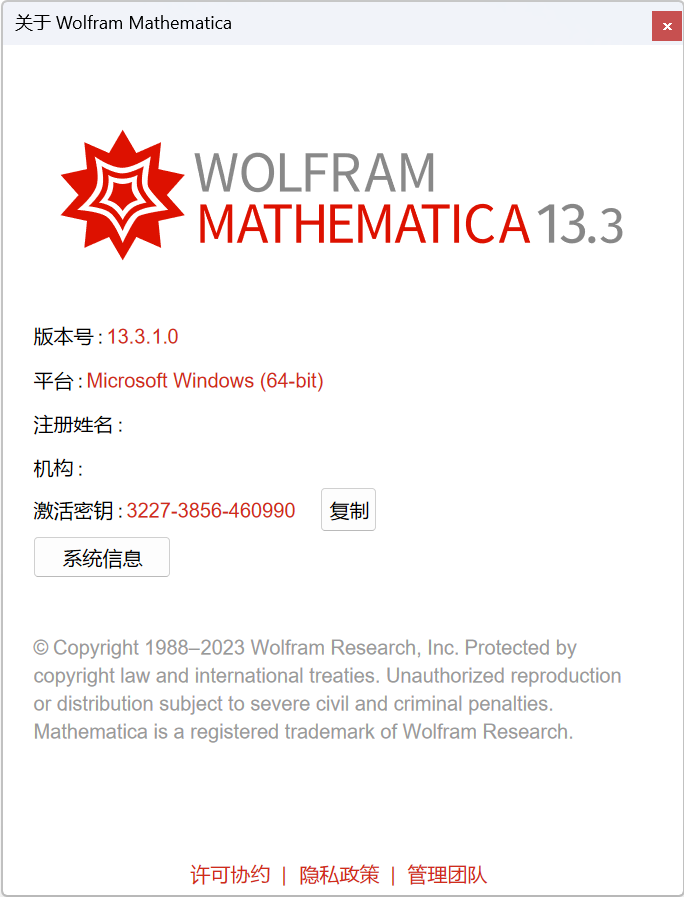 关于 Wolfram Mathematica
WOLFRAM
MATHEMATICA 13.3
版本号 : 13.3.1.0
平台 : Microsoft Windows (64-bit)
注册姓名 :
机构 :
激活密钥 : 3227-3856-460990 复制
系统信息
© Copyright 1988–2023 Wolfram Research, Inc. Protected by
copyright law and international treaties. Unauthorized reproduction
or distribution subject to severe civil and criminal penalties.
Mathematica is a registered trademark of Wolfram Research.
许可协约 | 隐私政策 | 管理团队